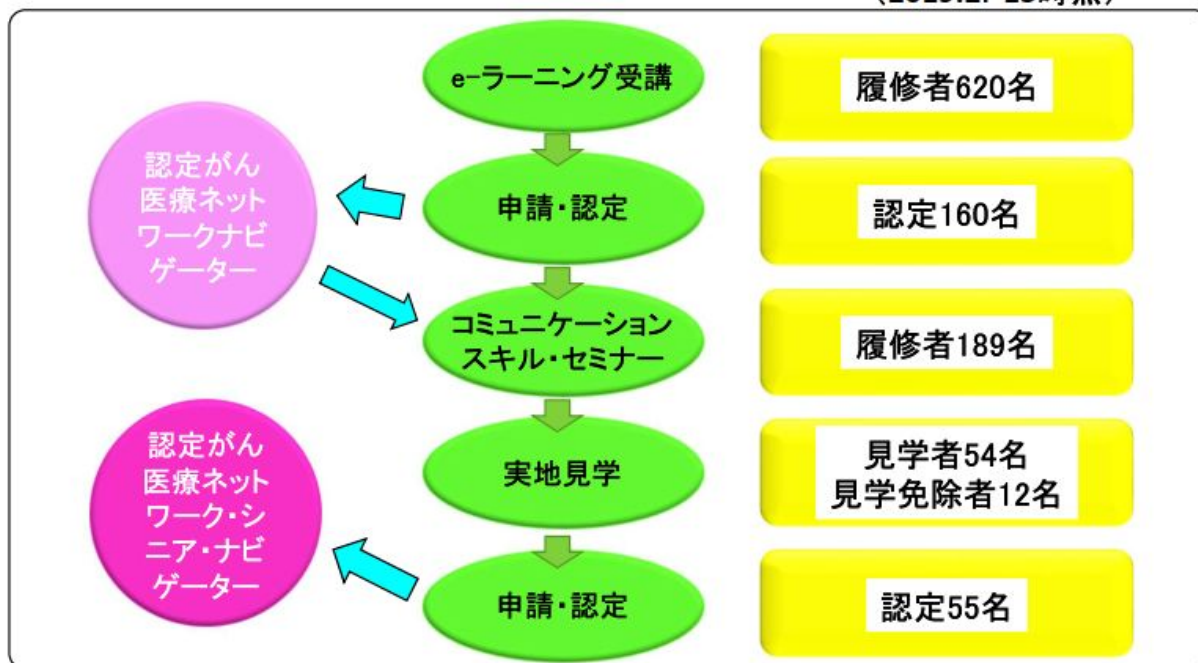 e-ラーニング受講
履修者620名
認定がん
医療ネット
ワークナビ
ゲーター
申請・認定
認定160名
コミュニケーション
スキル・セミナー
履修者189名
認定がん
医療ネット
ワーク・シ
ニア・ナビ
ゲーター
実地見学
見学者54名
見学免除者12名
申請・認定
認定55名